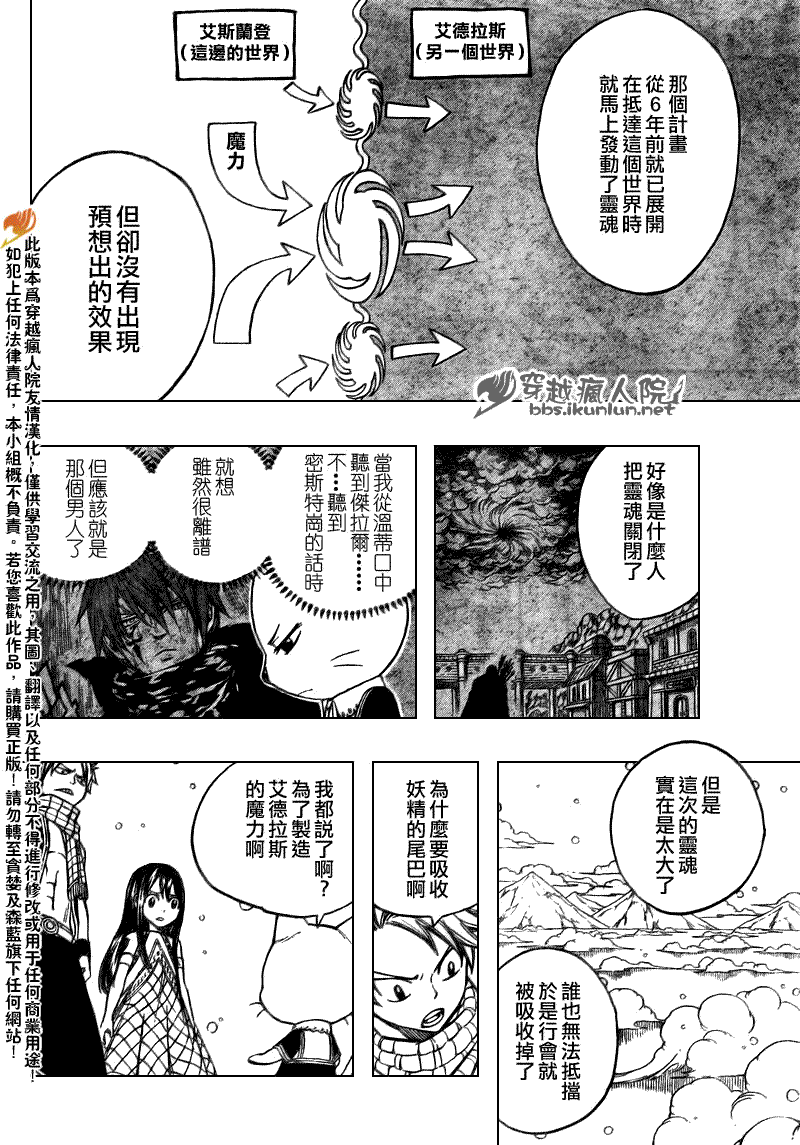 艾德拉斯
（另一個世界）
艾斯蘭登
（這邊的世界）
那個計畫
從6年前就已展開
在抵達這個世界時
就馬上發動了靈魂
魔力
但卻沒有出現
預想出的效果
穿越瘋人院
bbs.ikunlun.net
好像是什麼人
把靈魂關閉了
當我從溫蒂口中
聽到傑拉爾……
不…聽到
密斯特崗的話時
就想
雖然很離譜
但應該就是
那個男人了
但是
這次的靈魂
實在是太大了
誰也無法抵擋
於是行會就
被吸收掉了
為什麼要吸收
妖精的尾巴啊
我都說了啊?
為了製造
艾德拉斯
的魔力啊
此版本爲穿越瘋人院友情漢化，僅供學習交流之用，其圖、翻譯以及任何部分不得進行修改或用于任何商業用途！
如犯上任何法律責任，本小組概不負責。若您喜歡此作品，請購買正版！請勿轉至貪婪及森藍旗下任何網站！